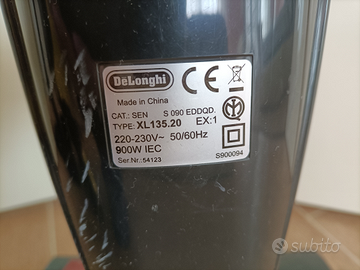 DeLonghi
Made in China
CAT.: SEN S 090 EDDQD.
TYPE: XL135.20 EX:1
220-230V~ 50/60Hz
900W IEC
Ser.Nr.: 54123
S900094
subito